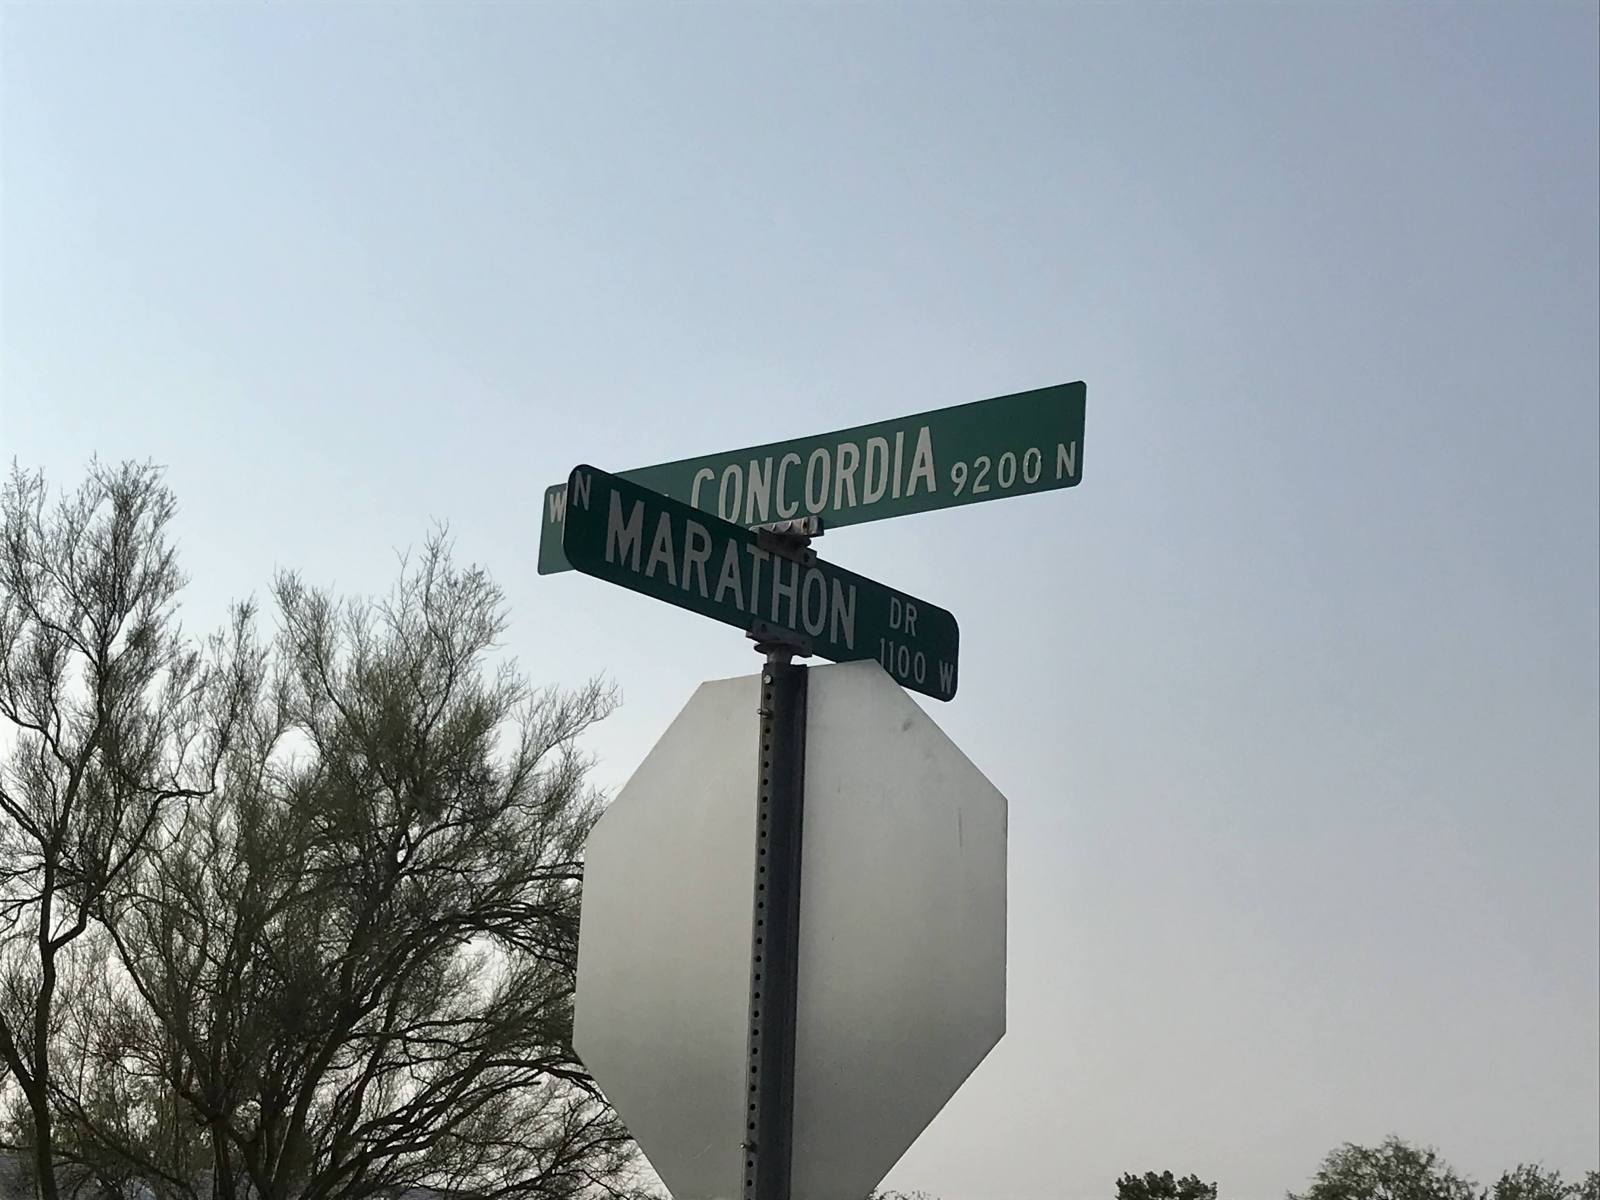 W CONCORDIA 9200 N
N MARATHON DR
1100 W